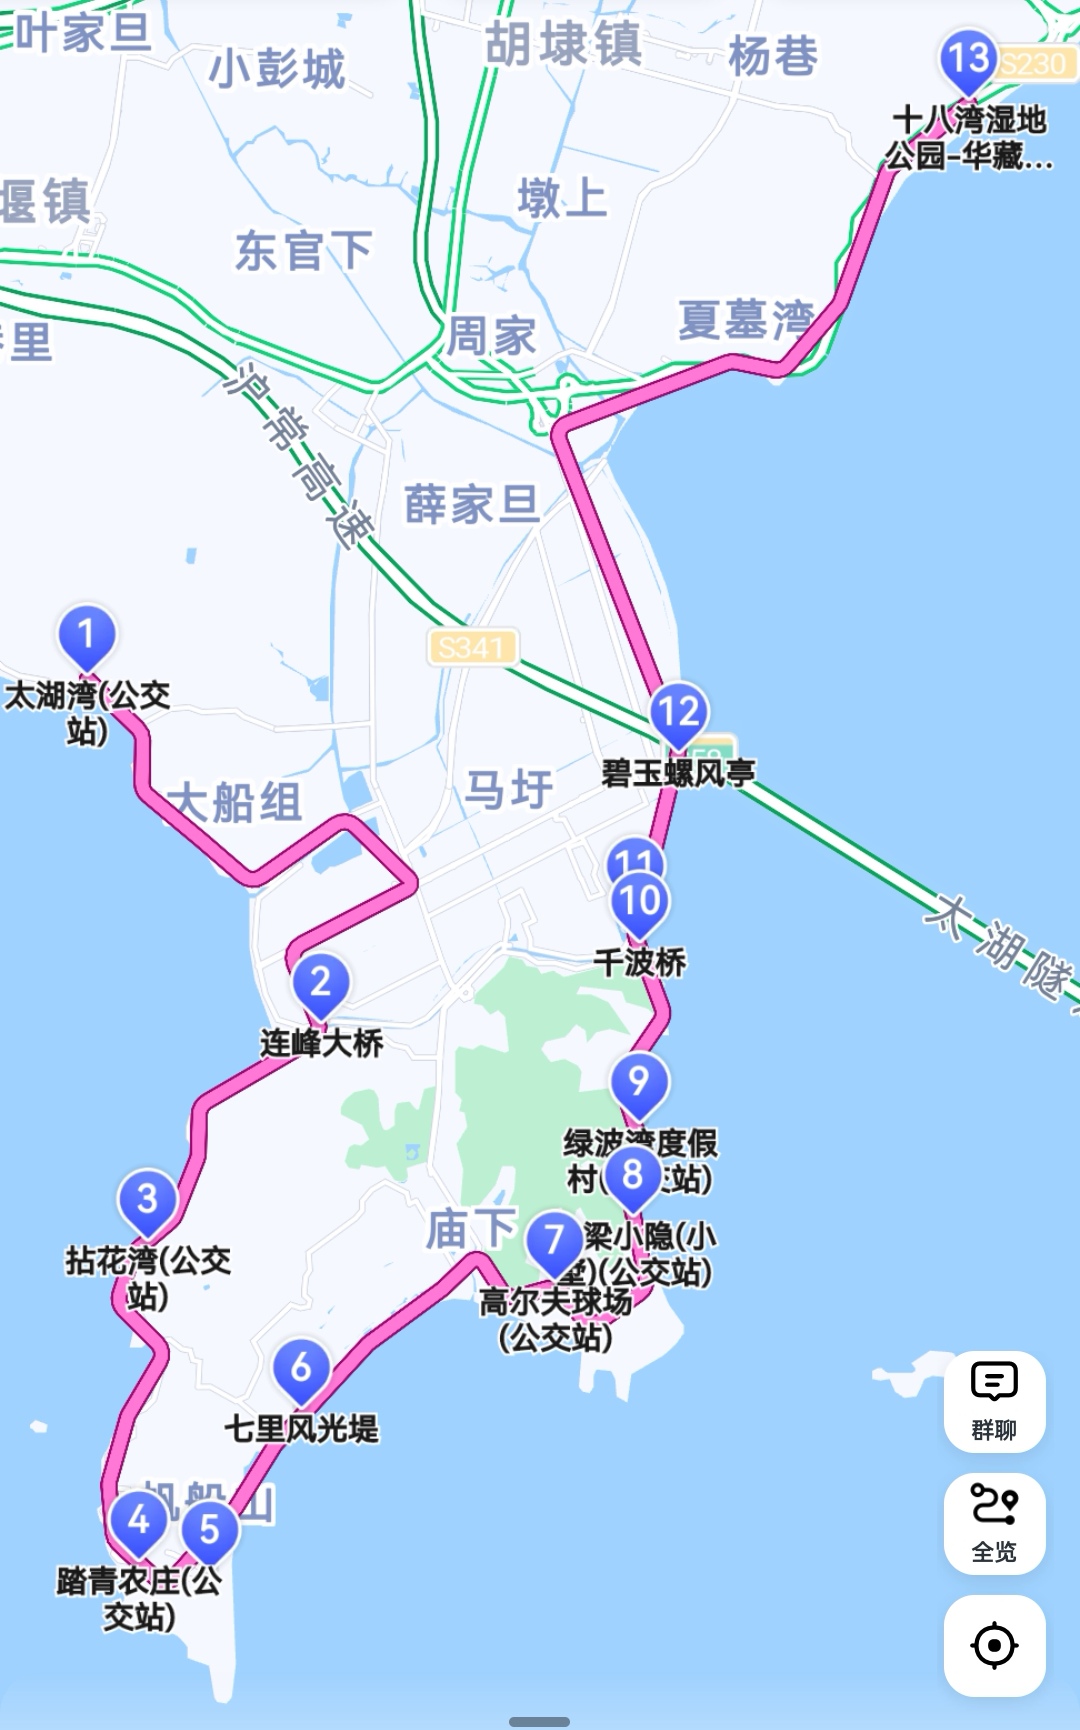 叶家旦
小彭城
胡埭镇
杨巷
13
S230
十八湾湿地
公园-华藏...
堰镇
墩上
东官下
夏墓湾
周家
里
沪常高速
薛家旦
S341
1
太湖湾(公交
站)
12
碧玉螺风亭
大船组
马圩
11
10
千波桥
太湖隧
2
连峰大桥
9
绿波湾度假
村(公交站)
8
3
拈花湾(公交
站)
庙下
7
梁小隐(小
墅)(公交站)
高尔夫球场
(公交站)
6
七里风光堤
群聊
帆船山
4
5
全览
踏青农庄(公
交站)